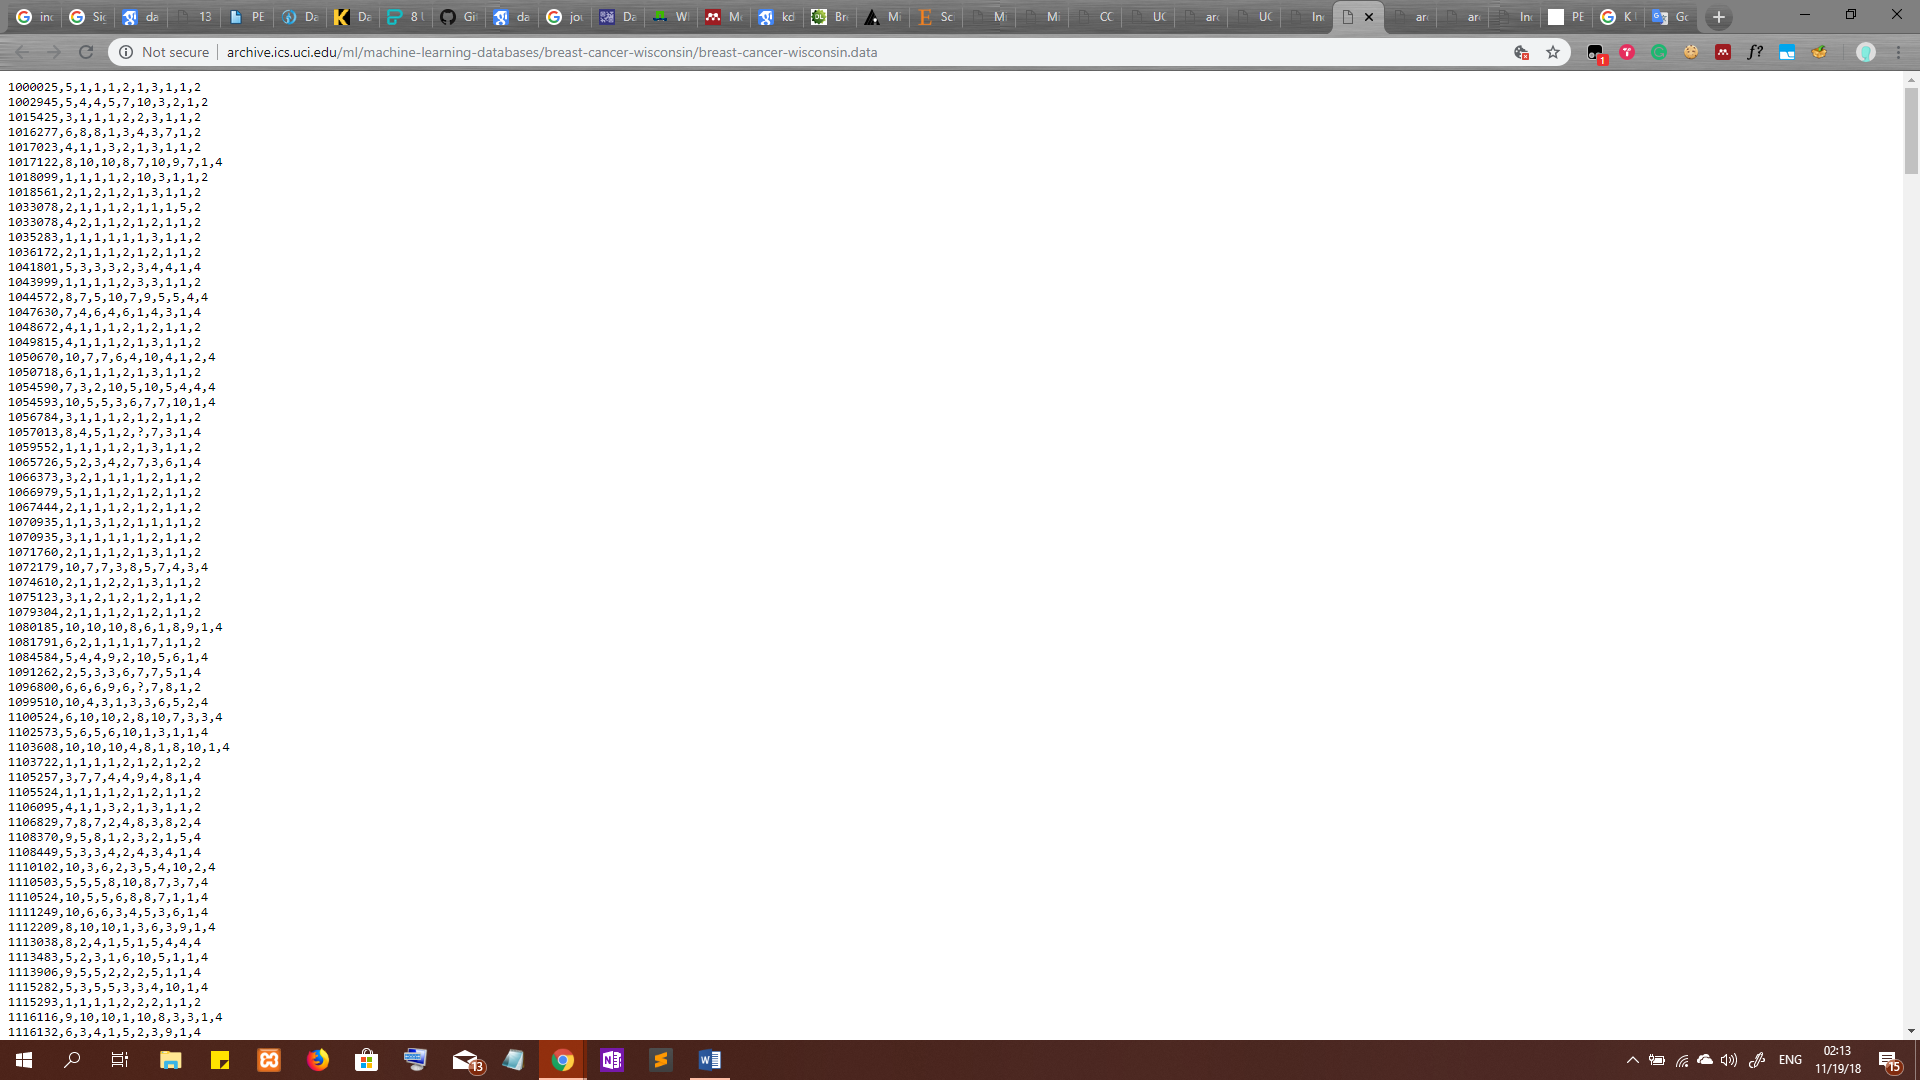 inc
Sig
da
13
PE
Da
Da
8 U
Git
da
jou
Da
WI
M
kd
Bre
Mi
Sc
Mi
Mi
CC
UC
arc
UC
Inc
arc
arc
Inc
PE
K
Go
Not secure
archive.ics.uci.edu/ml/machine-learning-databases/breast-cancer-wisconsin/breast-cancer-wisconsin.data
1
f?
1000025,5,1,1,1,2,1,3,1,1,2
1002945,5,4,4,5,7,10,3,2,1,2
1015425,3,1,1,1,2,2,3,1,1,2
1016277,6,8,8,1,3,4,3,7,1,2
1017023,4,1,1,3,2,1,3,1,1,2
1017122,8,10,10,8,7,10,9,7,1,4
1018099,1,1,1,1,2,10,3,1,1,2
1018561,2,1,2,1,2,1,3,1,1,2
1033078,2,1,1,1,2,1,1,1,5,2
1033078,4,2,1,1,2,1,2,1,1,2
1035283,1,1,1,1,1,1,3,1,1,2
1036172,2,1,1,1,2,1,2,1,1,2
1041801,5,3,3,3,2,3,4,4,1,4
1043999,1,1,1,1,2,3,3,1,1,2
1044572,8,7,5,10,7,9,5,5,4,4
1047630,7,4,6,4,6,1,4,3,1,4
1048672,4,1,1,1,2,1,2,1,1,2
1049815,4,1,1,1,2,1,3,1,1,2
1050670,10,7,7,6,4,10,4,1,2,4
1050718,6,1,1,1,2,1,3,1,1,2
1054590,7,3,2,10,5,10,5,4,4,4
1054593,10,5,5,3,6,7,7,10,1,4
1056784,3,1,1,1,2,1,2,1,1,2
1057013,8,4,5,1,2,?,7,3,1,4
1059552,1,1,1,1,2,1,3,1,1,2
1065726,5,2,3,4,2,7,3,6,1,4
1066373,3,2,1,1,1,1,2,1,1,2
1066979,5,1,1,1,2,1,2,1,1,2
1067444,2,1,1,1,2,1,2,1,1,2
1070935,1,1,3,1,2,1,1,1,1,2
1070935,3,1,1,1,1,1,2,1,1,2
1071760,2,1,1,1,2,1,3,1,1,2
1072179,10,7,7,3,8,5,7,4,3,4
1074610,2,1,1,2,2,1,3,1,1,2
1075123,3,1,2,1,2,1,2,1,1,2
1079304,2,1,1,1,2,1,2,1,1,2
1080185,10,10,10,8,6,1,8,9,1,4
1081791,6,2,1,1,1,1,7,1,1,2
1084584,5,4,4,9,2,10,5,6,1,4
1091262,2,5,3,3,6,7,7,5,1,4
1096800,6,6,6,9,6,?,7,8,1,2
1099510,10,4,3,1,3,3,6,5,2,4
1100524,6,10,10,2,8,10,7,3,3,4
1102573,5,6,5,6,10,1,3,1,1,4
1103608,10,10,10,4,8,1,8,10,1,4
1103722,1,1,1,1,2,1,2,1,2,2
1105257,3,7,7,4,4,9,4,8,1,4
1105524,1,1,1,1,2,1,2,1,1,2
1106095,4,1,1,3,2,1,3,1,1,2
1106829,7,8,7,2,4,8,3,8,2,4
1108370,9,5,8,1,2,3,2,1,5,4
1108449,5,3,3,4,2,4,3,4,1,4
1110102,10,3,6,2,3,5,4,10,2,4
1110503,5,5,5,8,10,8,7,3,7,4
1110524,10,5,5,6,8,8,7,1,1,4
1111249,10,6,6,3,4,5,3,6,1,4
1112209,8,10,10,1,3,6,3,9,1,4
1113038,8,2,4,1,5,1,5,4,4,4
1113483,5,2,3,1,6,10,5,1,1,4
1113906,9,5,5,2,2,2,5,1,1,4
1115282,5,3,5,5,3,3,4,10,1,4
1115293,1,1,1,1,2,2,2,1,1,2
1116116,9,10,10,1,10,8,3,3,1,4
1116132,6,3,4,1,5,2,3,9,1,4
13
ENG
02:13
11/19/18
15